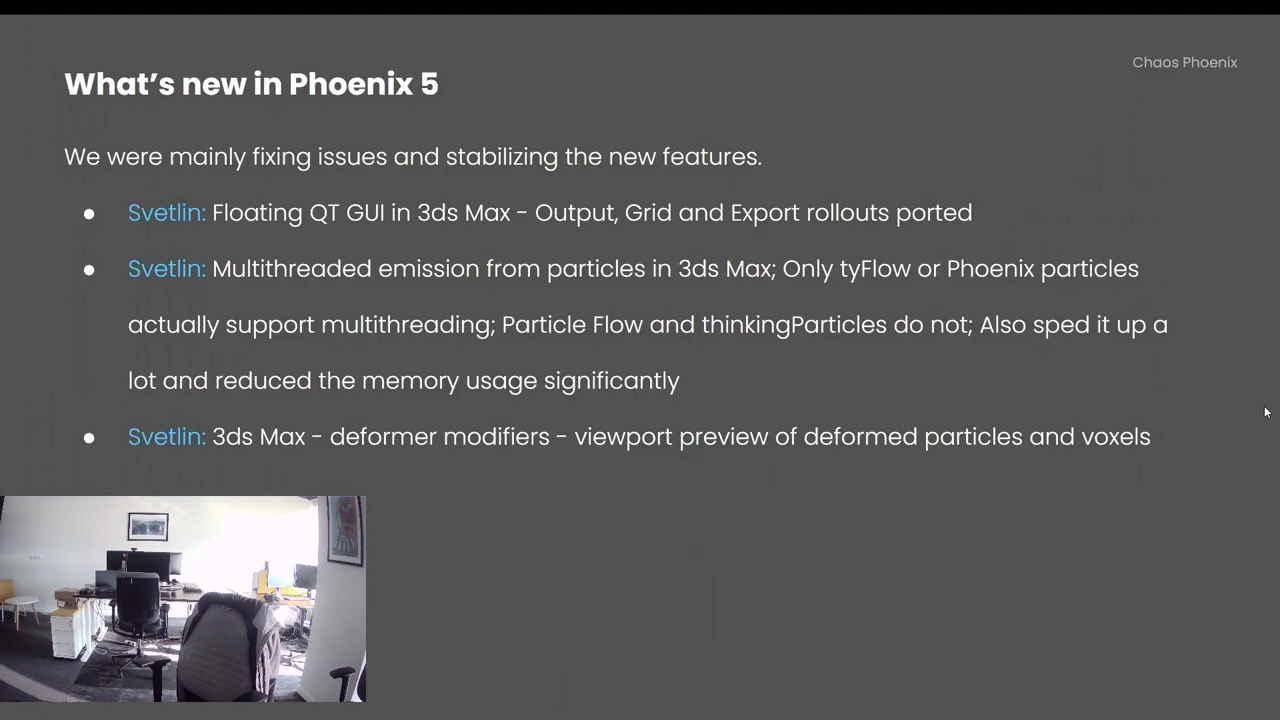 Chaos Phoenix
What's new in Phoenix 5
We were mainly fixing issues and stabilizing the new features.
● Svetlin: Floating QT GUI in 3ds Max - Output, Grid and Export rollouts ported
● Svetlin: Multithreaded emission from particles in 3ds Max; Only tyFlow or Phoenix particles
actually support multithreading; Particle Flow and thinkingParticles do not; Also sped it up a
lot and reduced the memory usage significantly
● Svetlin: 3ds Max - deformer modifiers - viewport preview of deformed particles and voxels